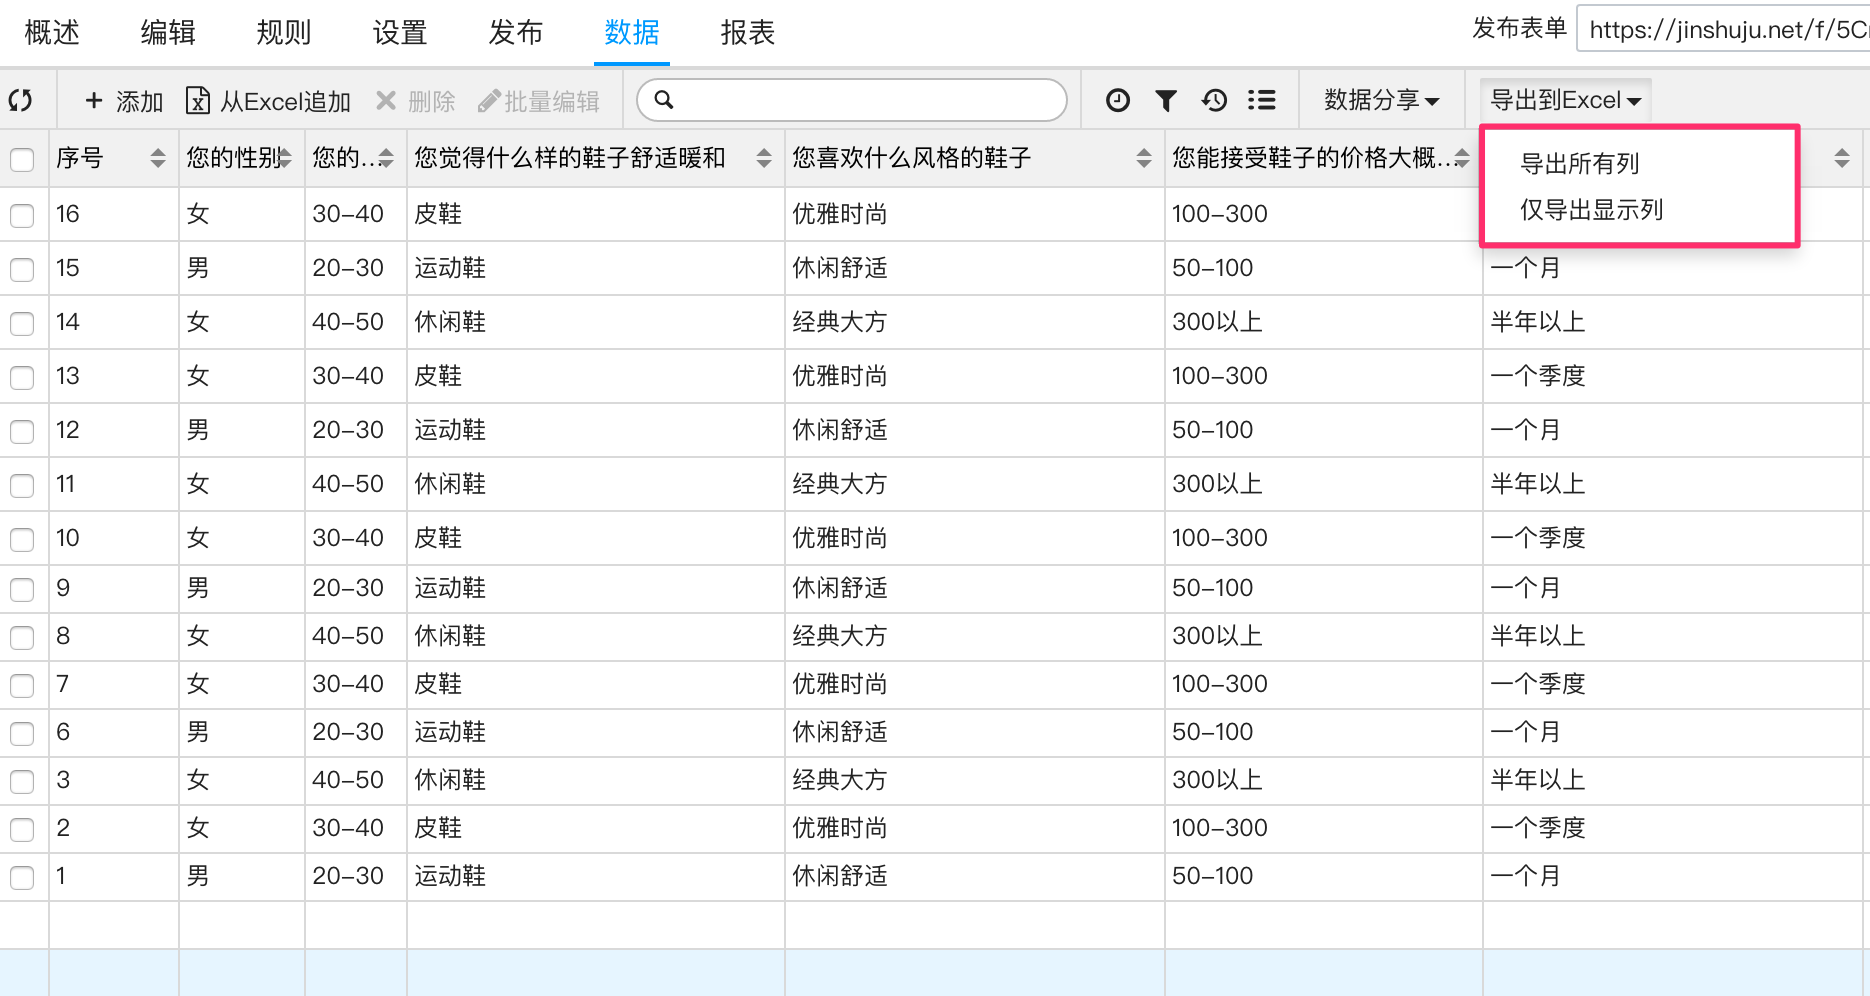 概述 编辑 规则 设置 发布 数据 报表 发布表单 https://jinshuju.net/f/5C
添加 从Excel追加 删除 批量编辑 数据分享 导出到Excel
序号 您的性别 您的... 您觉得什么样的鞋子舒适暖和 您喜欢什么风格的鞋子 您能接受鞋子的价格大概...
导出所有列
仅导出显示列
16 女 30-40 皮鞋 优雅时尚 100-300
15 男 20-30 运动鞋 休闲舒适 50-100 一个月
14 女 40-50 休闲鞋 经典大方 300以上 半年以上
13 女 30-40 皮鞋 优雅时尚 100-300 一个季度
12 男 20-30 运动鞋 休闲舒适 50-100 一个月
11 女 40-50 休闲鞋 经典大方 300以上 半年以上
10 女 30-40 皮鞋 优雅时尚 100-300 一个季度
9 男 20-30 运动鞋 休闲舒适 50-100 一个月
8 女 40-50 休闲鞋 经典大方 300以上 半年以上
7 女 30-40 皮鞋 优雅时尚 100-300 一个季度
6 男 20-30 运动鞋 休闲舒适 50-100 一个月
3 女 40-50 休闲鞋 经典大方 300以上 半年以上
2 女 30-40 皮鞋 优雅时尚 100-300 一个季度
1 男 20-30 运动鞋 休闲舒适 50-100 一个月